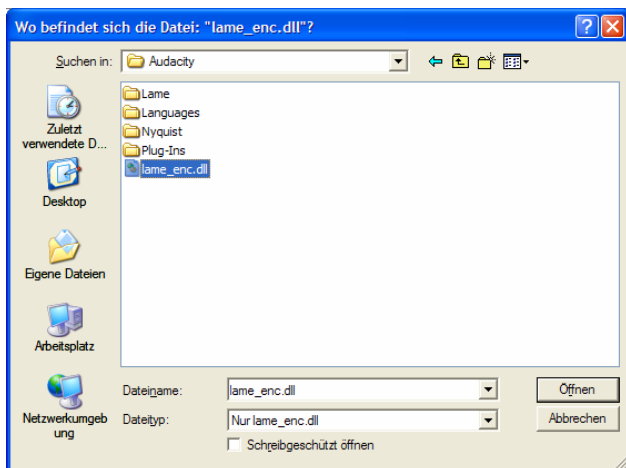 Wo befindet sich die Datei: "lame_enc.dll"?
Suchen in: Audacity
Lame
Languages
Nyquist
Plug-Ins
lame_enc.dll
Zuletzt
verwendete D...
Desktop
Eigene Dateien
Arbeitsplatz
Netzwerkumgeb
ung
Dateiname: lame_enc.dll Öffnen
Dateityp: Nur lame_enc.dll Abbrechen
Schreibgeschützt öffnen